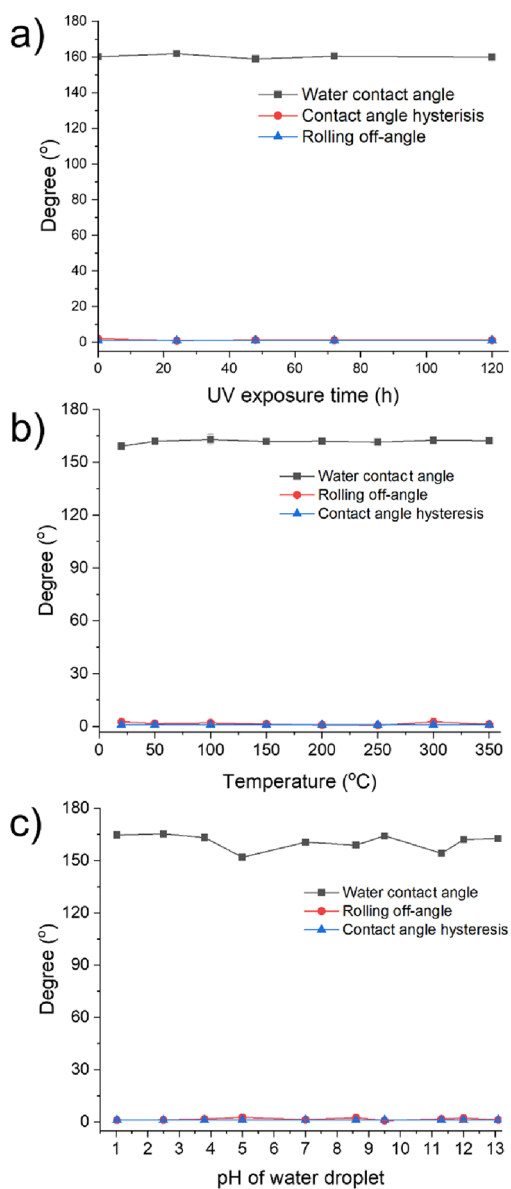 a)
180
160
140
120
100
80
60
40
20
0
Degree (o)
Water contact angle
Contact angle hysterisis
Rolling off-angle
0 20 40 60 80 100 120
UV exposure time (h)
b)
180
150
120
90
60
30
0
Degree (o)
Water contact angle
Rolling off-angle
Contact angle hysteresis
0 50 100 150 200 250 300 350
Temperature (oC)
c)
180
150
120
90
60
30
0
Degree (o)
Water contact angle
Rolling off-angle
Contact angle hysteresis
1 2 3 4 5 6 7 8 9 10 11 12 13
pH of water droplet